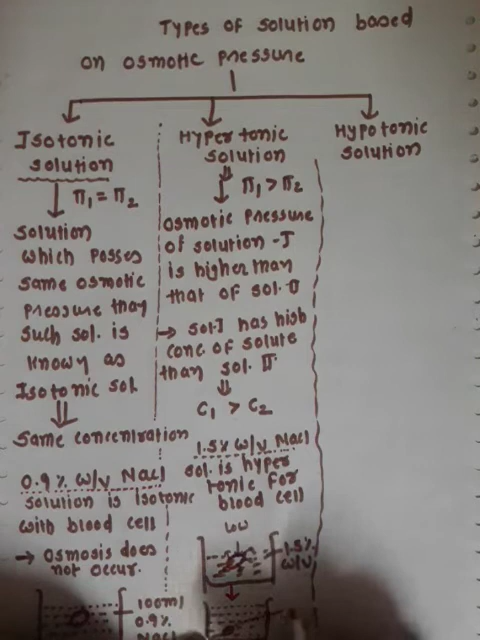 Types of solution based
on osmotic pressure
Isotonic
solution
π₁ = π₂
solution
which posses
same osmotic
pressure than
such sol. is
known as
Isotonic sol.
Same concentration
0.9% W/V Nacl
solution is Isotonic
with blood cell
→ Osmosis does
not occur.
100ml
0.9%
Nacl
Hypertonic
solution
π₁ > π₂
osmotic pressure
of solution-I
is higher than
that of sol. II
→ sol-I has high
conc. of solute
than sol. II
C₁ > C₂
1.5% W/V Nacl
sol. is hyper
tonic for
blood cell
1.5%
W/V
Hypotonic
solution